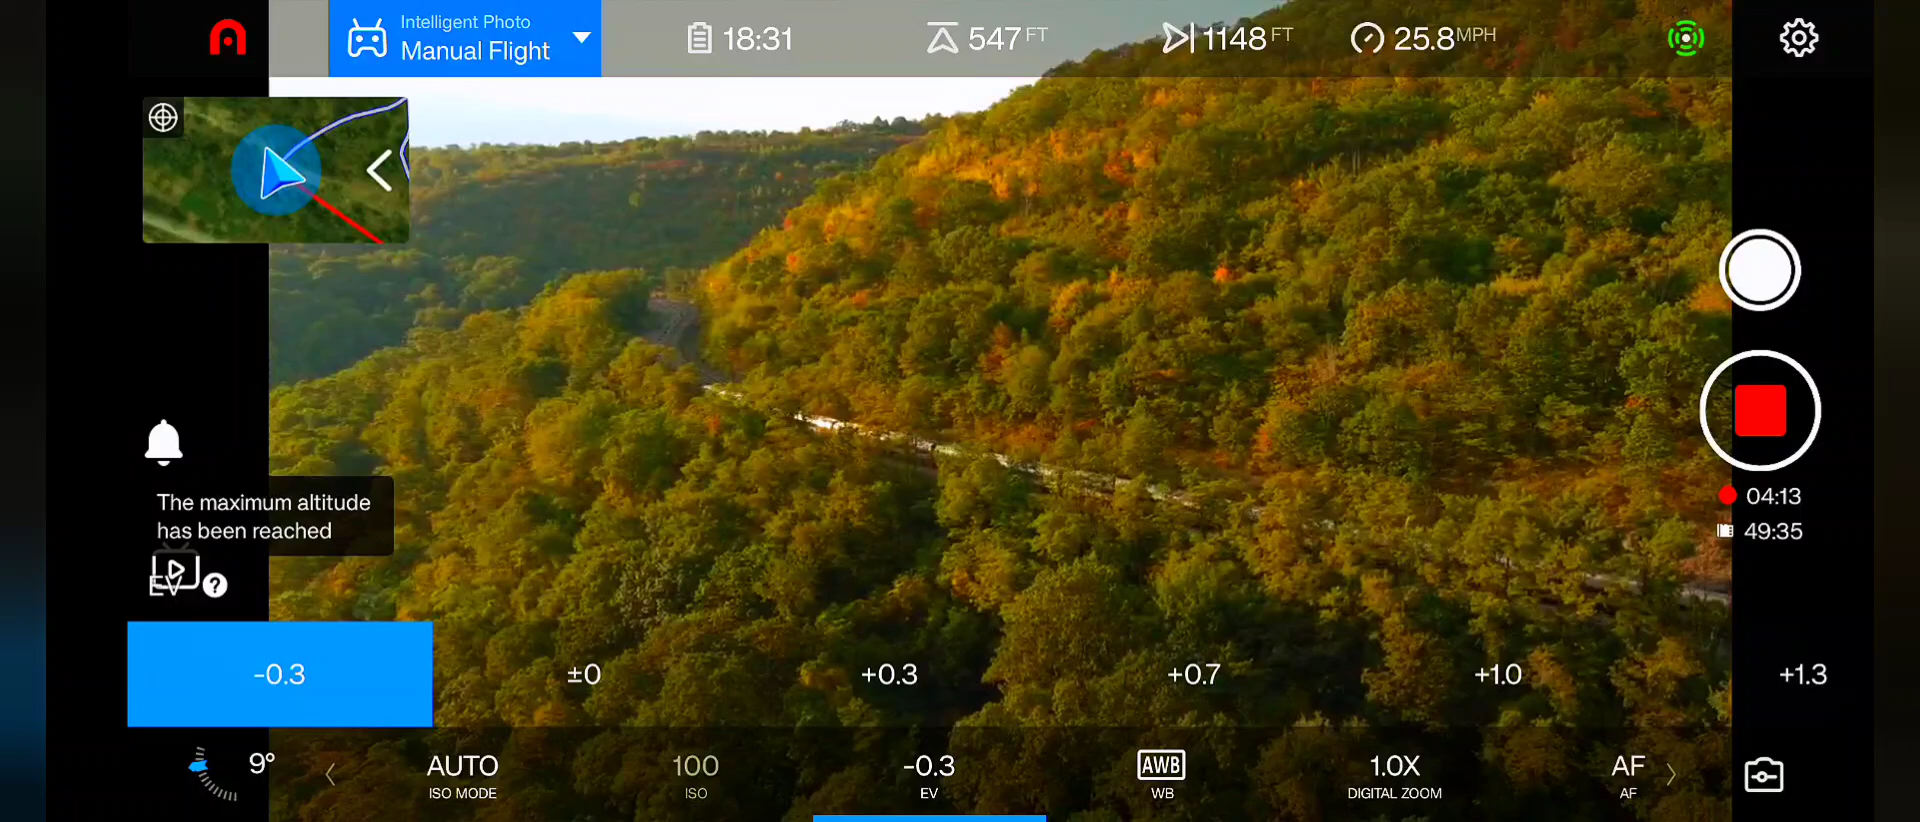 Intelligent Photo
Manual Flight
18:31
547 FT
1148 FT
25.8 MPH
The maximum altitude
has been reached
04:13
49:35
EV
?
-0.3
±0
+0.3
+0.7
+1.0
+1.3
9°
AUTO
ISO MODE
100
ISO
-0.3
EV
AWB
WB
1.0X
DIGITAL ZOOM
AF
AF